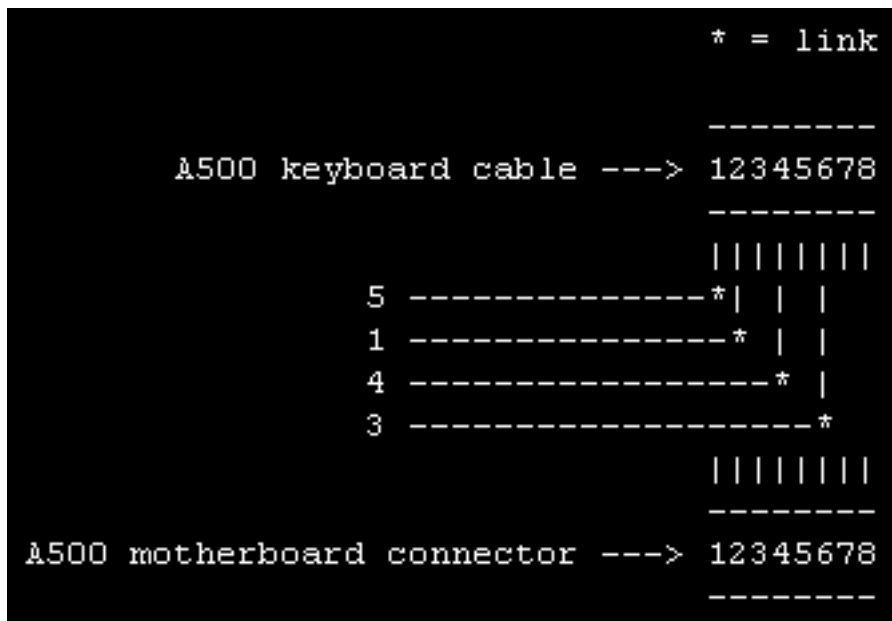 * = link
--------
A500 keyboard cable ---> 12345678
--------
||||||||
5 --------------*| | |
1 ---------------* | |
4 -----------------* |
3 -------------------*
||||||||
--------
A500 motherboard connector ---> 12345678
--------